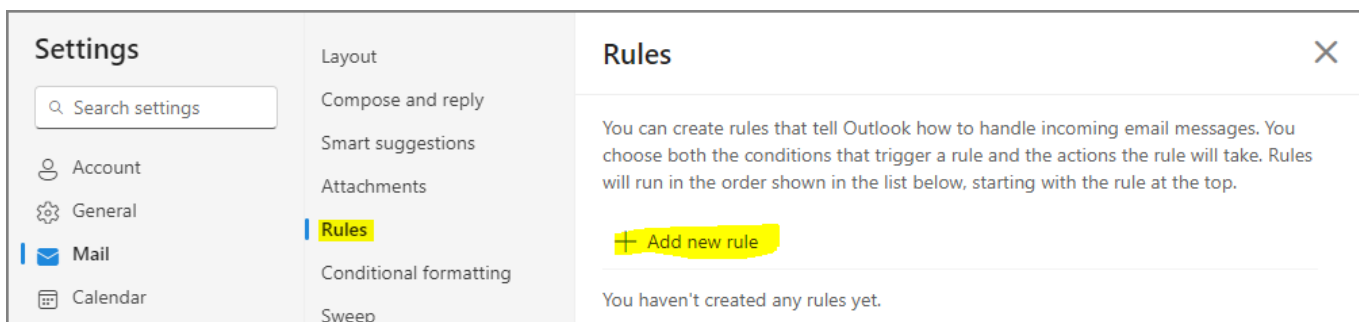 Settings
Search settings
Account
General
Mail
Calendar
Layout
Compose and reply
Smart suggestions
Attachments
Rules
Conditional formatting
Sweep
Rules
You can create rules that tell Outlook how to handle incoming email messages. You
choose both the conditions that trigger a rule and the actions the rule will take. Rules
will run in the order shown in the list below, starting with the rule at the top.
Add new rule
You haven't created any rules yet.